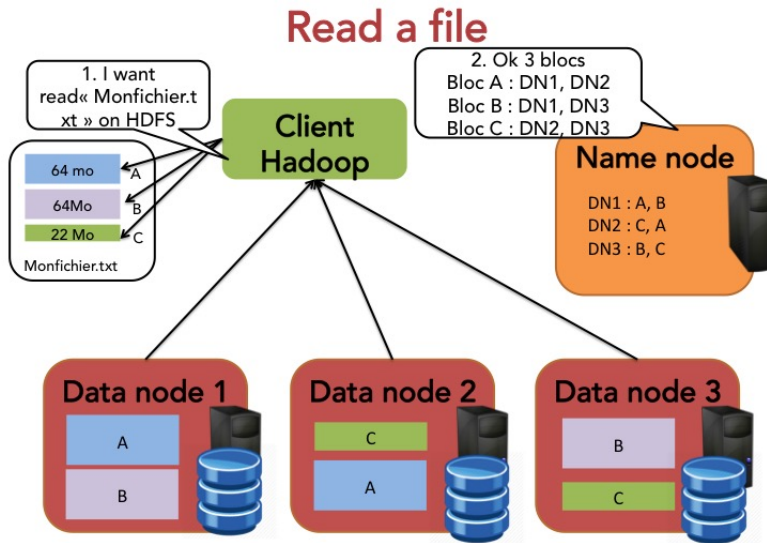 Read a file
1. I want
read« Monfichier.t
xt » on HDFS
2. Ok 3 blocs
Bloc A : DN1, DN2
Bloc B : DN1, DN3
Bloc C : DN2, DN3
Client
Hadoop
64 mo
A
64Mo
B
22 Mo
C
Monfichier.txt
Name node
DN1 : A, B
DN2 : C, A
DN3 : B, C
Data node 1
A
B
Data node 2
C
A
Data node 3
B
C